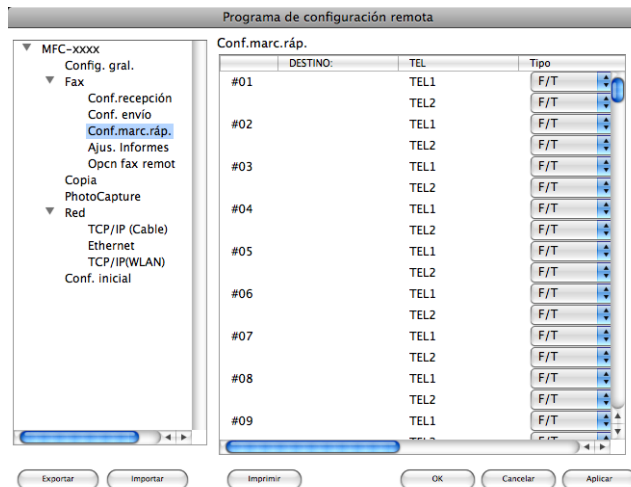 Programa de configuración remota
MFC-xxxx
Config. gral.
Fax
Conf.recepción
Conf. envío
Conf.marc.ráp.
Ajus. Informes
Opcn fax remot
Copia
PhotoCapture
Red
TCP/IP (Cable)
Ethernet
TCP/IP(WLAN)
Conf. inicial
Conf.marc.ráp.
DESTINO: TEL Tipo
#01 TEL1 F/T
TEL2 F/T
#02 TEL1 F/T
TEL2 F/T
#03 TEL1 F/T
TEL2 F/T
#04 TEL1 F/T
TEL2 F/T
#05 TEL1 F/T
TEL2 F/T
#06 TEL1 F/T
TEL2 F/T
#07 TEL1 F/T
TEL2 F/T
#08 TEL1 F/T
TEL2 F/T
#09 TEL1 F/T
TEL2 F/T
Exportar Importar Imprimir OK Cancelar Aplicar